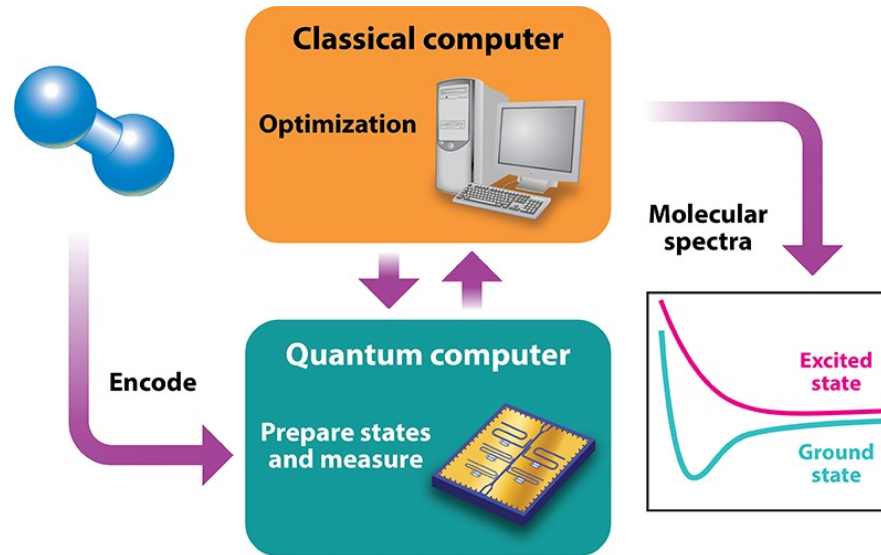 Classical computer
Optimization
Molecular
spectra
Encode
Quantum computer
Prepare states
and measure
Excited
state
Ground
state